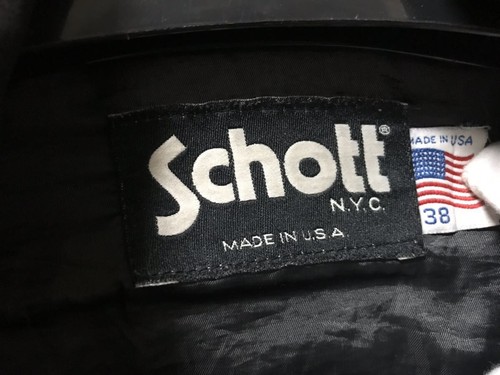 Schott®
N.Y.C.
MADE IN U.S.A.
MADE IN USA
38